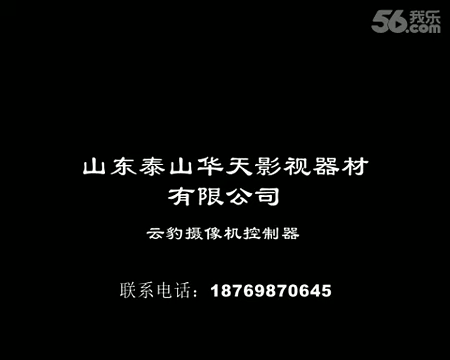 56我乐
.com
山东泰山华天影视器材
有限公司
云豹摄像机控制器
联系电话：18769870645